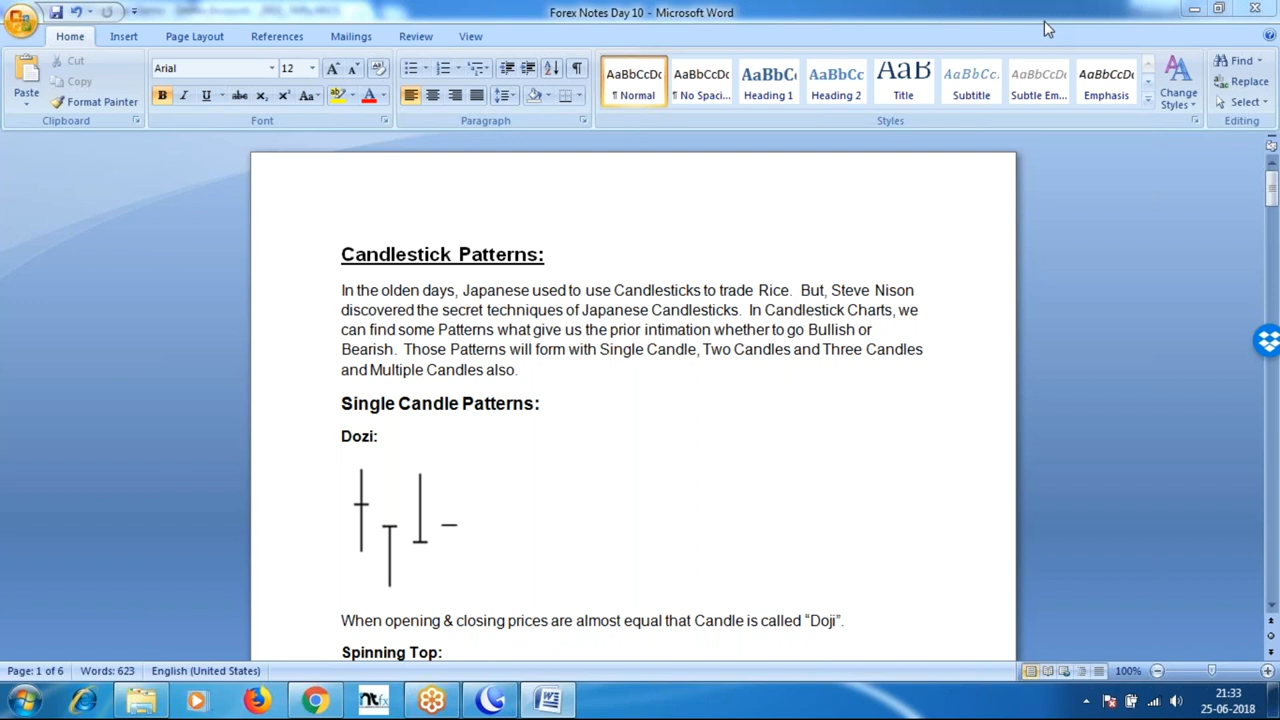 Forex Notes Day 10 - Microsoft Word
Home Insert Page Layout References Mailings Review View
Paste
Cut
Copy
Format Painter
Clipboard
Arial 12
B I U abc X₂ X² Aa
Font
Paragraph
AaBbCcDc AaBbCcDc AaBbC AaBbCc AaB AaBbCc. AaBbCcDc AaBbCcDc
¶ Normal ¶ No Spaci... Heading 1 Heading 2 Title Subtitle Subtle Em... Emphasis
Change
Styles
Styles
Find
Replace
Select
Editing
Candlestick Patterns:
In the olden days, Japanese used to use Candlesticks to trade Rice. But, Steve Nison
discovered the secret techniques of Japanese Candlesticks. In Candlestick Charts, we
can find some Patterns what give us the prior intimation whether to go Bullish or
Bearish. Those Patterns will form with Single Candle, Two Candles and Three Candles
and Multiple Candles also.
Single Candle Patterns:
Dozi:
When opening & closing prices are almost equal that Candle is called “Doji”.
Spinning Top:
Page: 1 of 6 Words: 623 English (United States) 100%
ntfx
21:33
25-06-2018